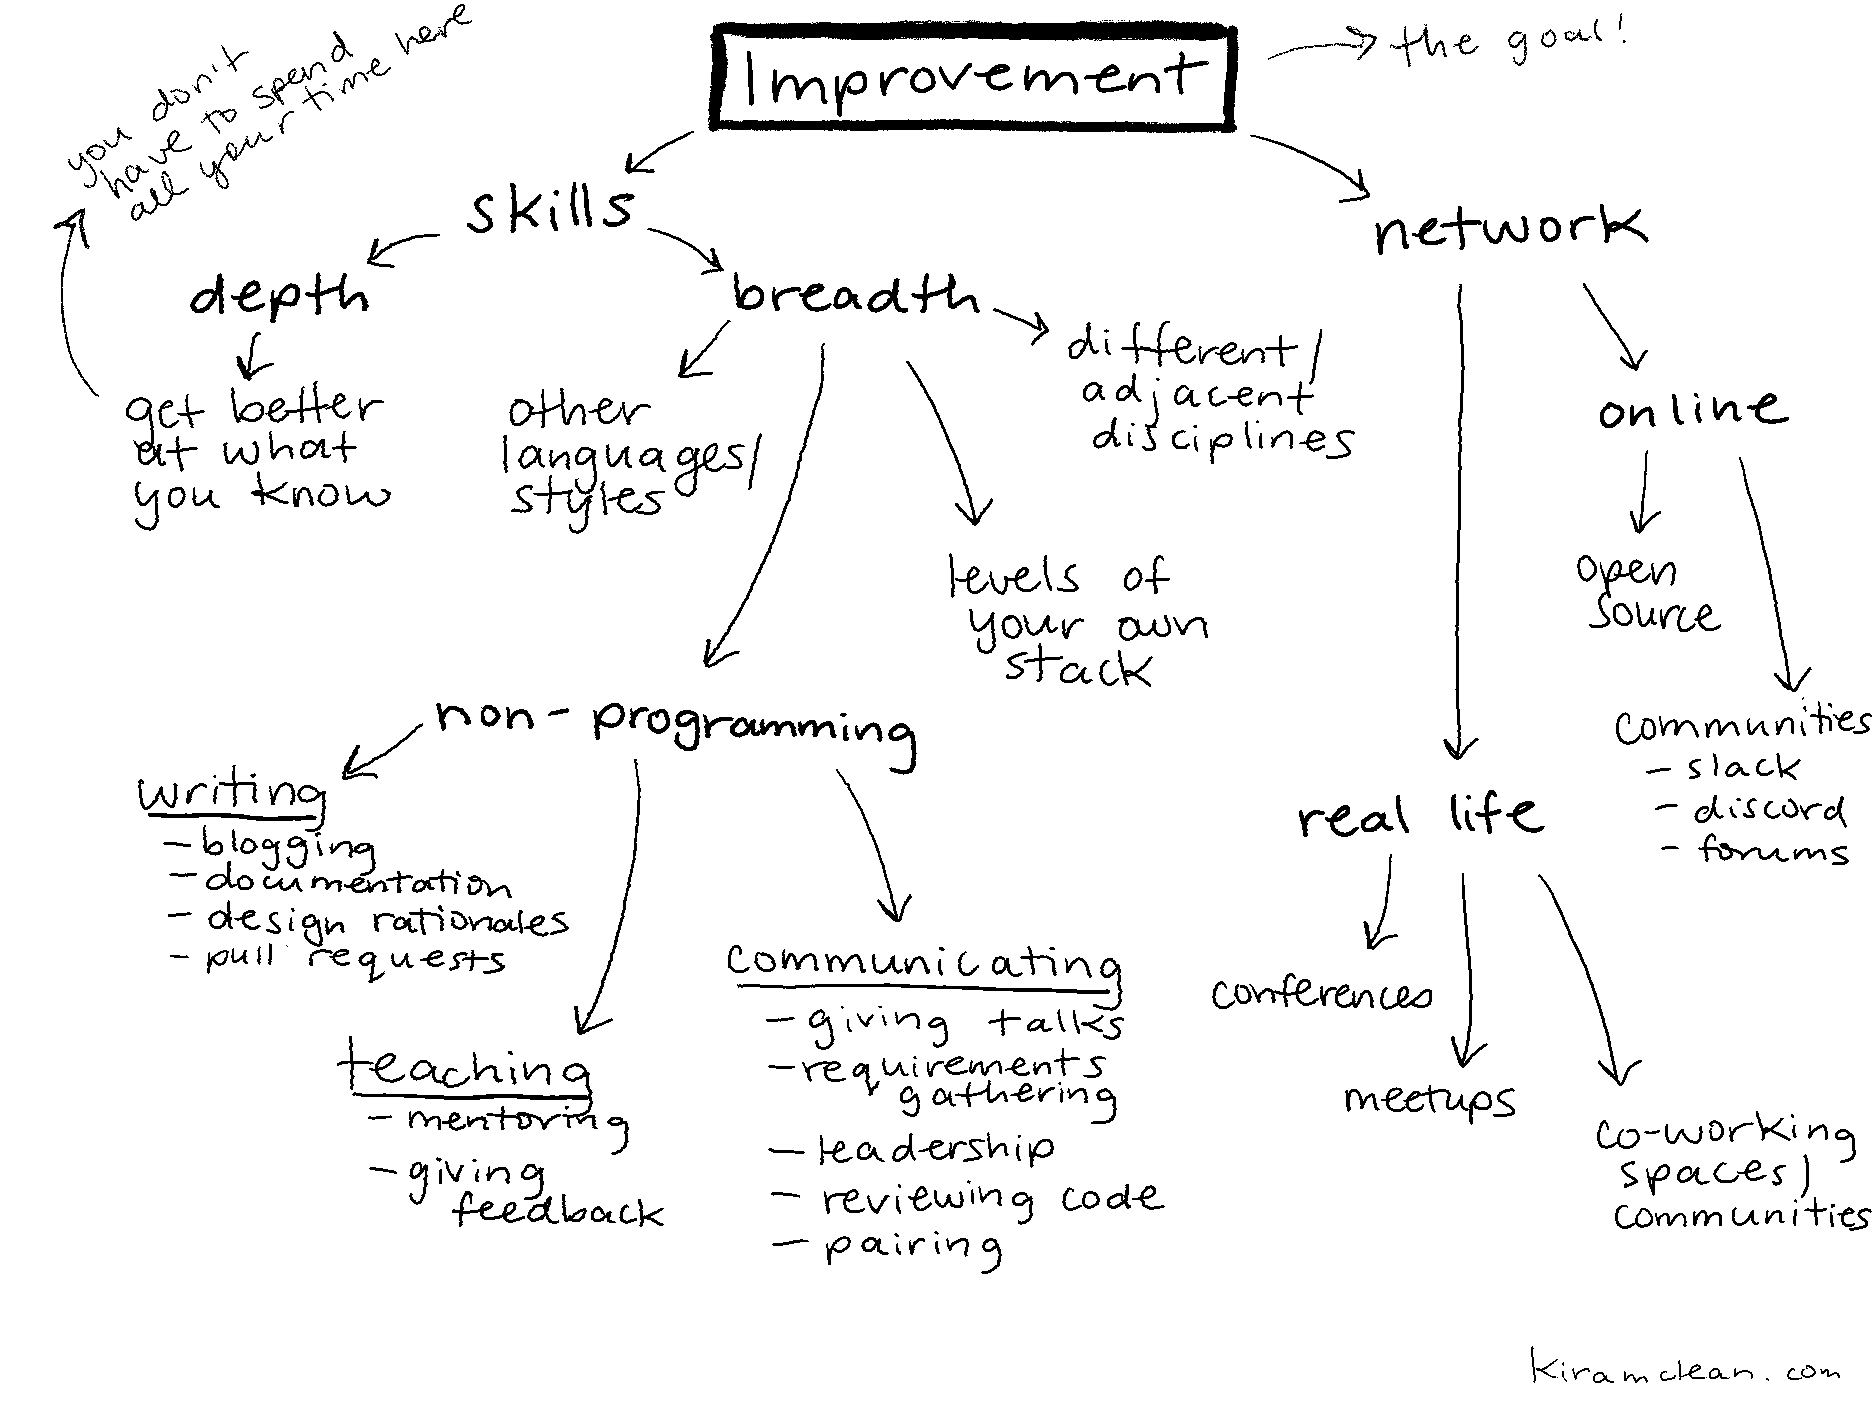 Improvement
the goal!
you don't
have to spend
all your time here
skills
network
depth
breadth
get better
at what
you know
other
languages/
styles
different/
adjacent
disciplines
levels of
your own
stack
online
open
source
communities
- slack
- discord
- forums
non-programming
writing
- blogging
- documentation
- design rationales
- pull requests
teaching
- mentoring
- giving
feedback
communicating
- giving talks
- requirements
gathering
- leadership
- reviewing code
- pairing
real life
conferences
meetups
co-working
spaces/
communities
kiramclean.com